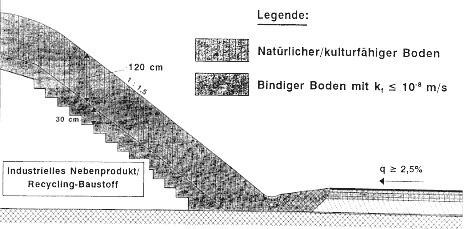 Legende:
Natürlicher/kulturfähiger Boden
120 cm
1 : 1,5
Bindiger Boden mit kf ≤ 10⁻⁸ m/s
30 cm
Industrielles Nebenprodukt/
Recycling-Baustoff
q ≥ 2,5%